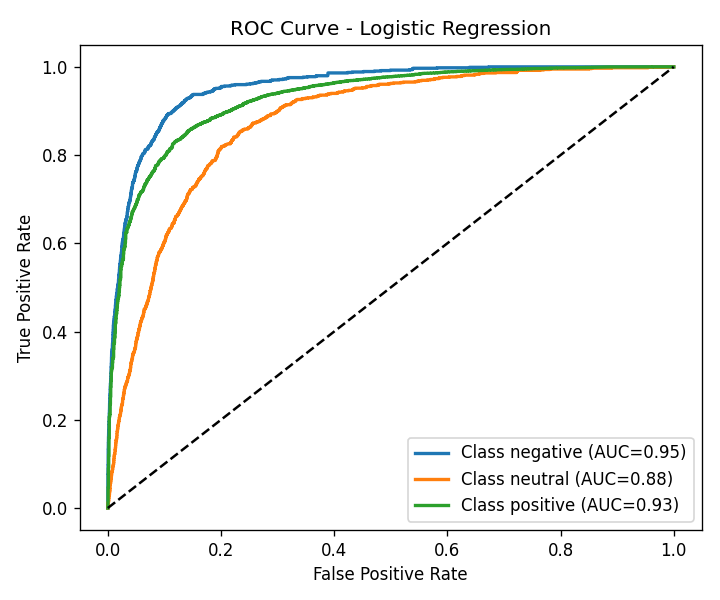 ROC Curve - Logistic Regression
True Positive Rate
1.0
0.8
0.6
0.4
0.2
0.0
Class negative (AUC=0.95)
Class neutral (AUC=0.88)
Class positive (AUC=0.93)
0.0 0.2 0.4 0.6 0.8 1.0
False Positive Rate